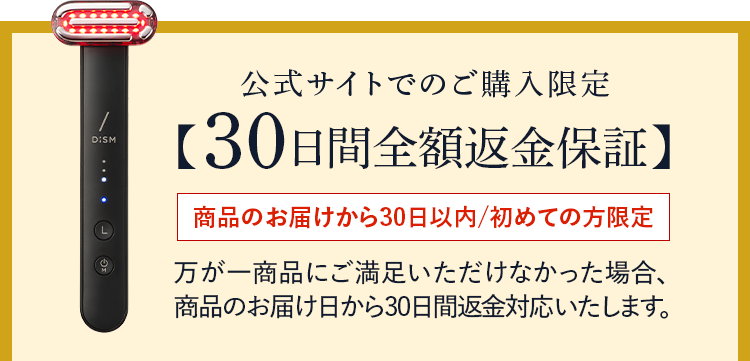 公式サイトでのご購入限定
【30日間全額返金保証】
商品のお届けから30日以内/初めての方限定
万が一商品にご満足いただけなかった場合、
商品のお届け日から30日間返金対応いたします。
DISM
L
M